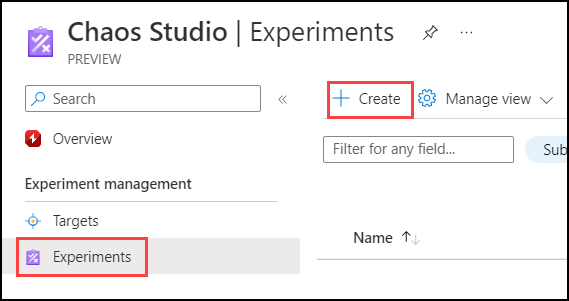 Chaos Studio | Experiments
PREVIEW
Search
Overview
Experiment management
Targets
Experiments
Create
Manage view
Filter for any field...
Sub
Name